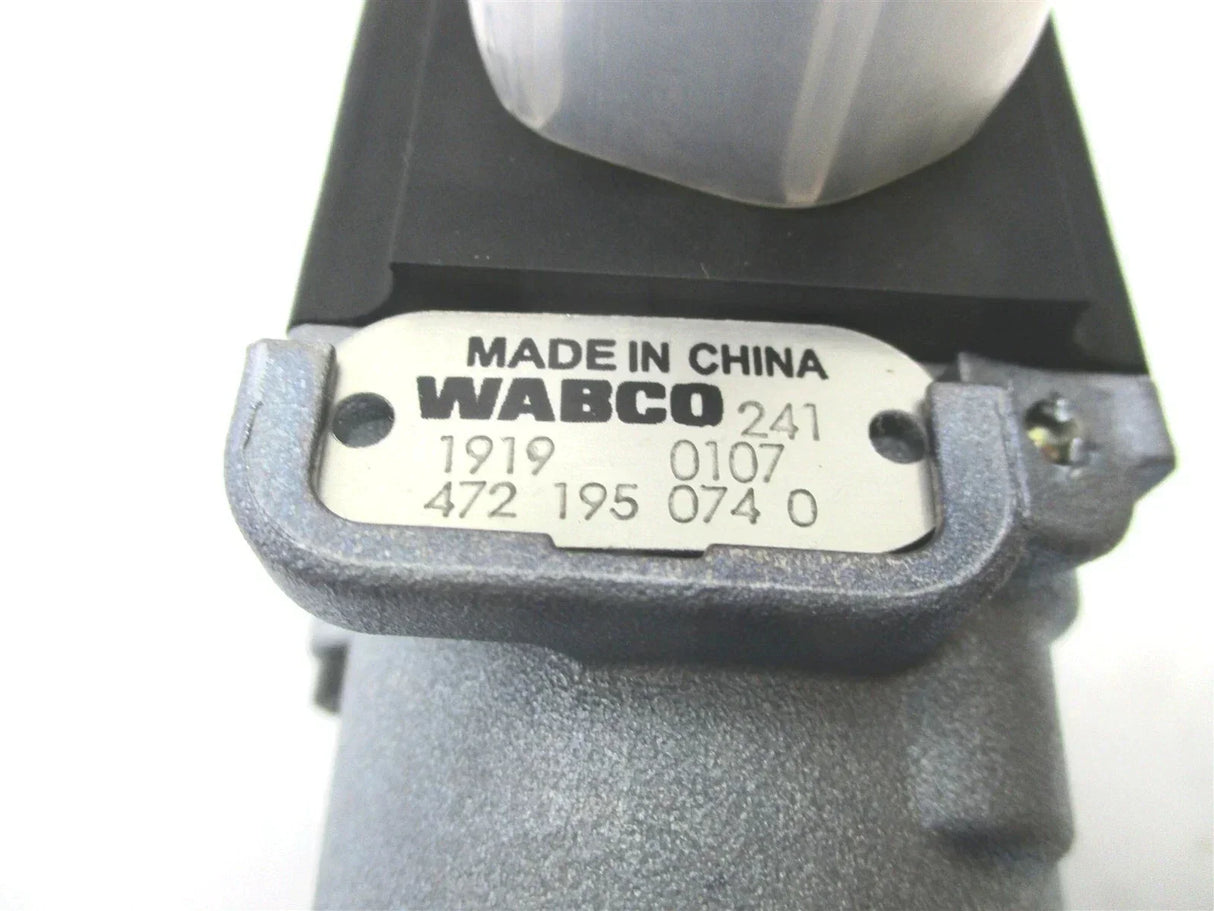 MADE IN CHINA
WABCO 241
1919 0107
472 195 074 0